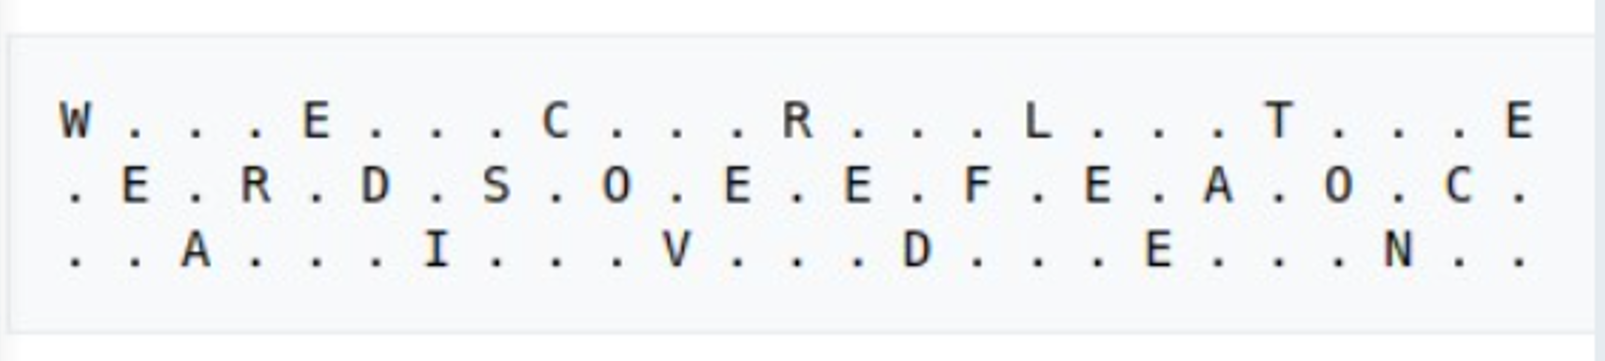 W . . . E . . . C . . . R . . . L . . . T . . . E
. E . R . D . S . O . E . E . F . E . A . O . C .
. . A . . . I . . . V . . . D . . . E . . . N . .